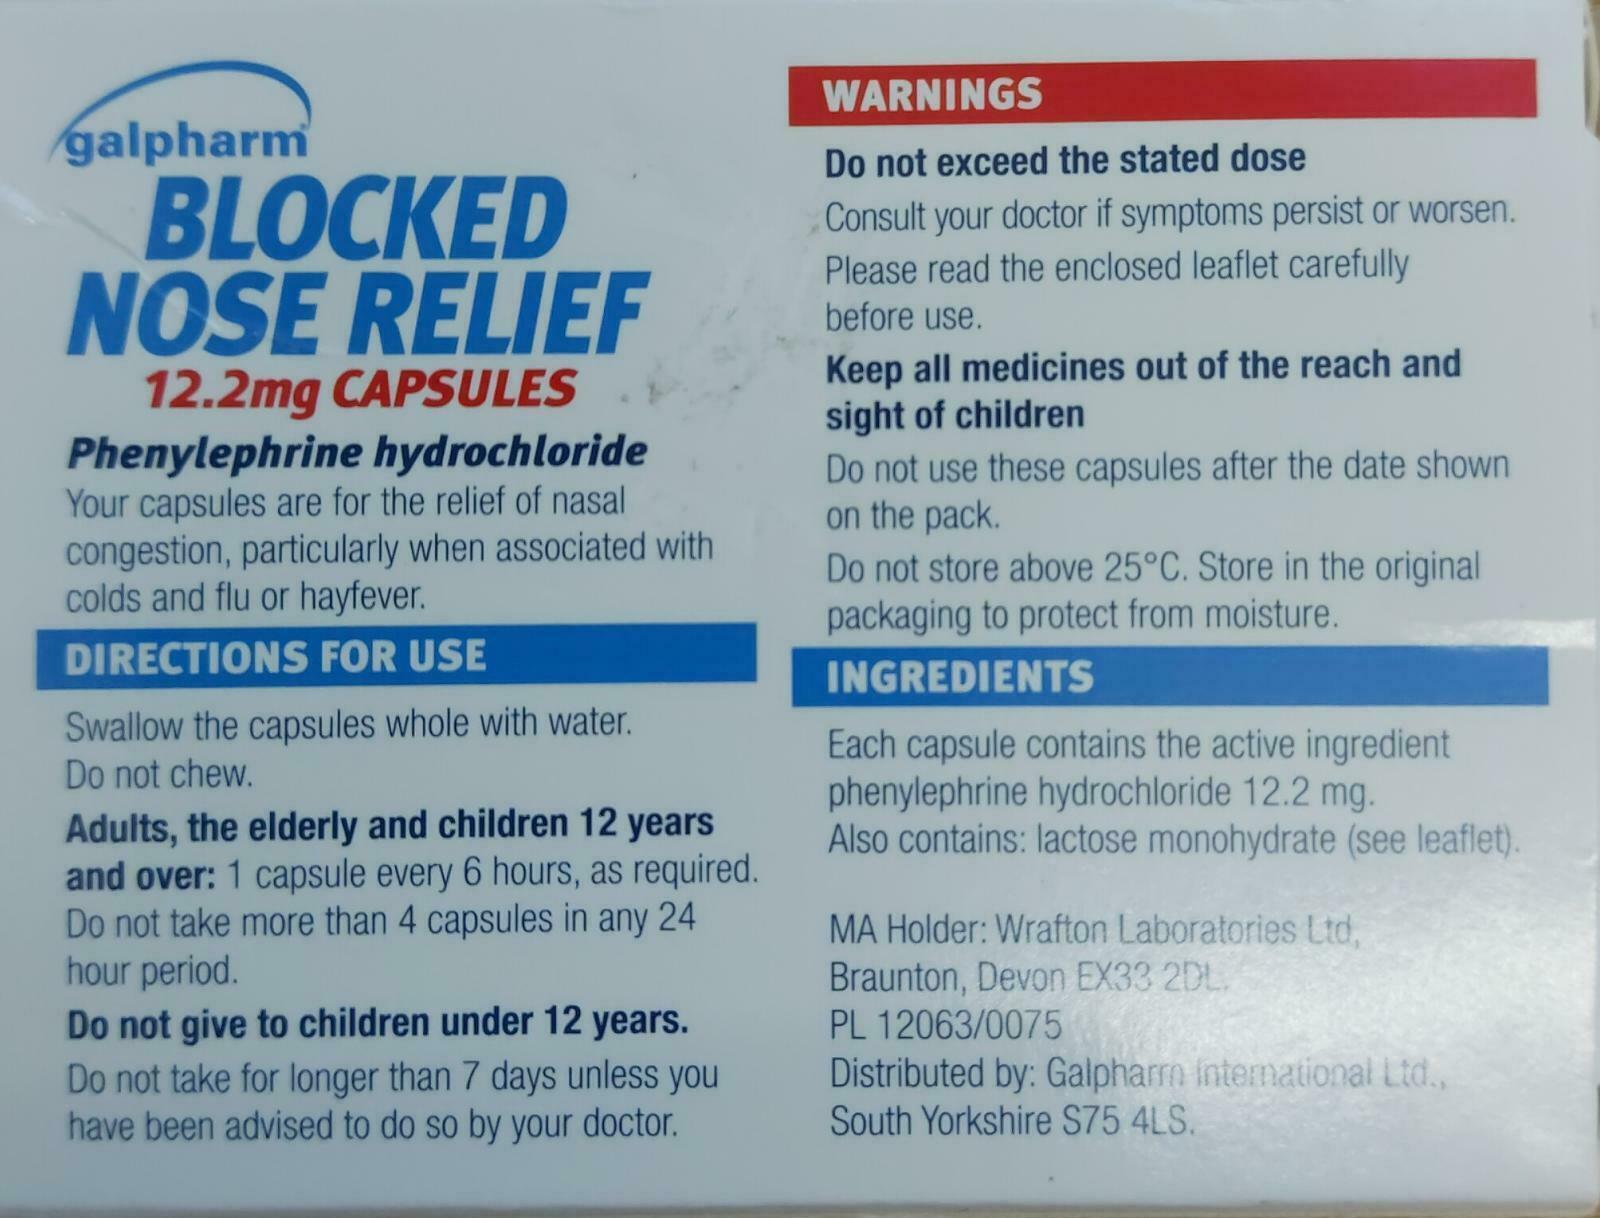 galpharm
BLOCKED
NOSE RELIEF
12.2mg CAPSULES
Phenylephrine hydrochloride
Your capsules are for the relief of nasal
congestion, particularly when associated with
colds and flu or hayfever.
DIRECTIONS FOR USE
Swallow the capsules whole with water.
Do not chew.
Adults, the elderly and children 12 years
and over: 1 capsule every 6 hours, as required.
Do not take more than 4 capsules in any 24
hour period.
Do not give to children under 12 years.
Do not take for longer than 7 days unless you
have been advised to do so by your doctor.
WARNINGS
Do not exceed the stated dose
Consult your doctor if symptoms persist or worsen.
Please read the enclosed leaflet carefully
before use.
Keep all medicines out of the reach and
sight of children
Do not use these capsules after the date shown
on the pack.
Do not store above 25°C. Store in the original
packaging to protect from moisture.
INGREDIENTS
Each capsule contains the active ingredient
phenylephrine hydrochloride 12.2 mg.
Also contains: lactose monohydrate (see leaflet).
MA Holder: Wrafton Laboratories Ltd,
Braunton, Devon EX33 2DL.
PL 12063/0075
Distributed by: Galpharm International Ltd.,
South Yorkshire S75 4LS.